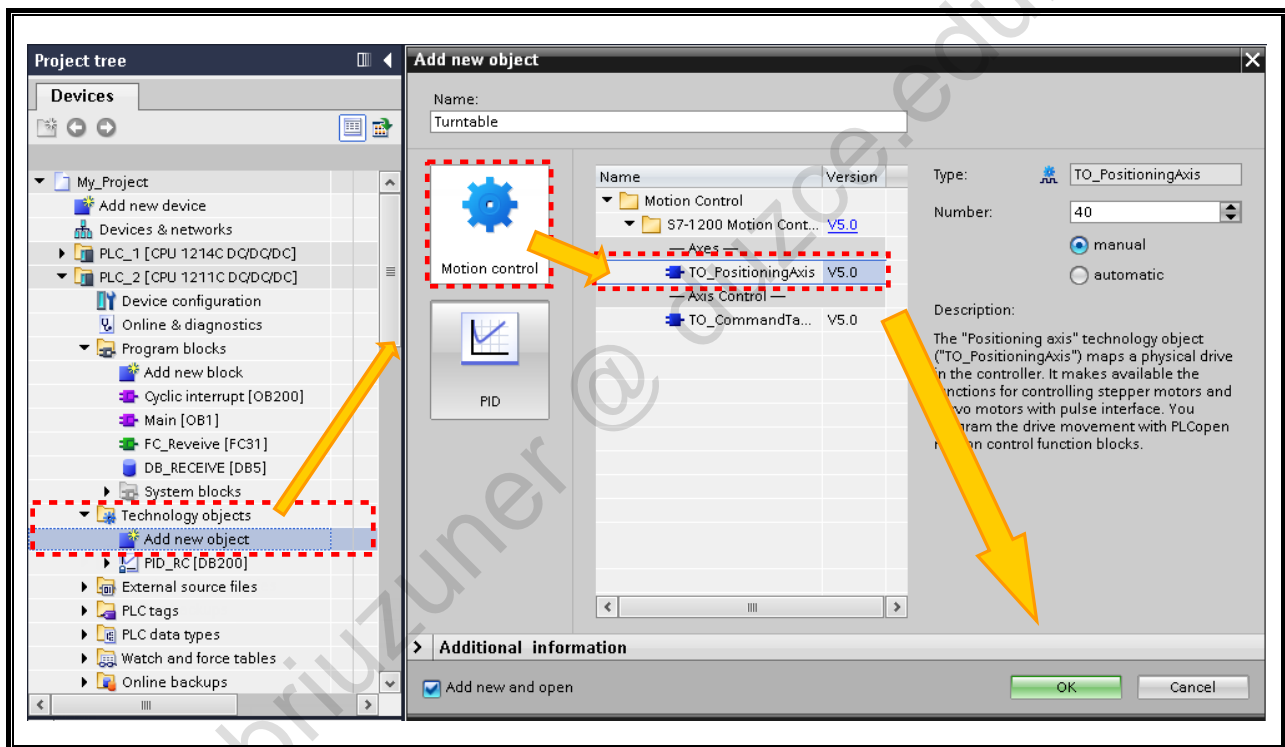 Project tree
Devices
My_Project
Add new device
Devices & networks
PLC_1 [CPU 1214C DC/DC/DC]
PLC_2 [CPU 1211C DC/DC/DC]
Device configuration
Online & diagnostics
Program blocks
Add new block
Cyclic interrupt [OB200]
Main [OB1]
FC_Reveive [FC31]
DB_RECEIVE [DB5]
System blocks
Technology objects
Add new object
PID_RC [DB200]
External source files
PLC tags
PLC data types
Watch and force tables
Online backups
Add new object
Name:
Turntable
Motion control
PID
Name Version
Motion Control
S7-1200 Motion Cont... V5.0
— Axes —
TO_PositioningAxis V5.0
— Axis Control —
TO_CommandTa... V5.0
Type: TO_PositioningAxis
Number: 40
manual
automatic
Description:
The "Positioning axis" technology object
("TO_PositioningAxis") maps a physical drive
in the controller. It makes available the
functions for controlling stepper motors and
servo motors with pulse interface. You
program the drive movement with PLCopen
motion control function blocks.
Additional information
Add new and open
OK Cancel
briuzuner @ duzce.edu